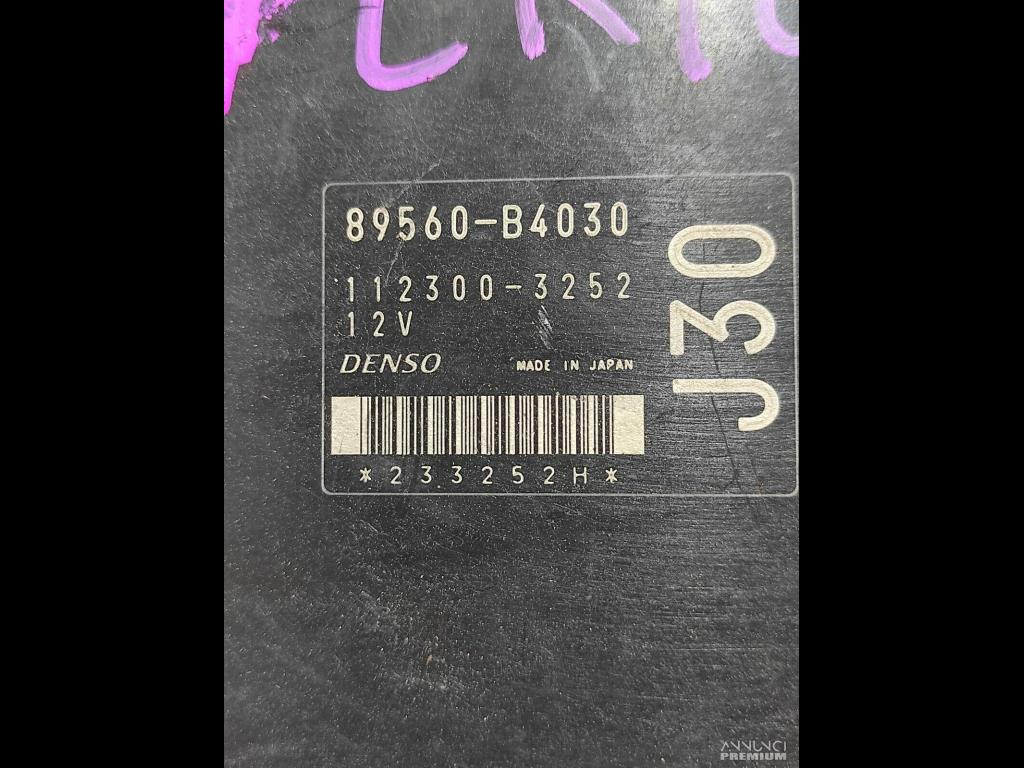 89560-B4030
112300-3252
12V
DENSO MADE IN JAPAN
*233252H*
J30
ANNUNCI
PREMIUM